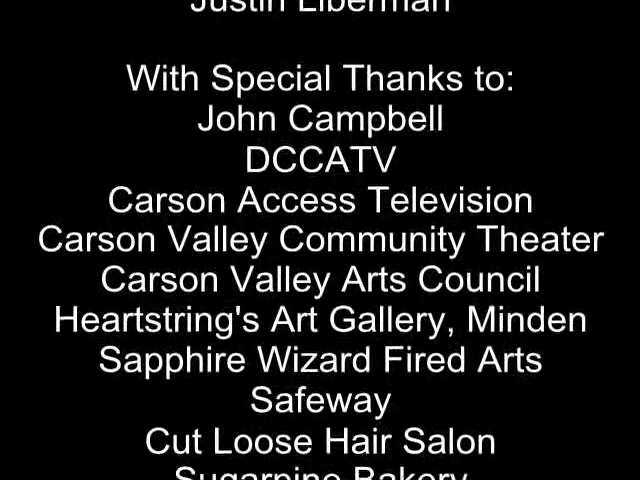 Justin Liberman
With Special Thanks to:
John Campbell
DCCATV
Carson Access Television
Carson Valley Community Theater
Carson Valley Arts Council
Heartstring's Art Gallery, Minden
Sapphire Wizard Fired Arts
Safeway
Cut Loose Hair Salon
Sugarpine Bakery